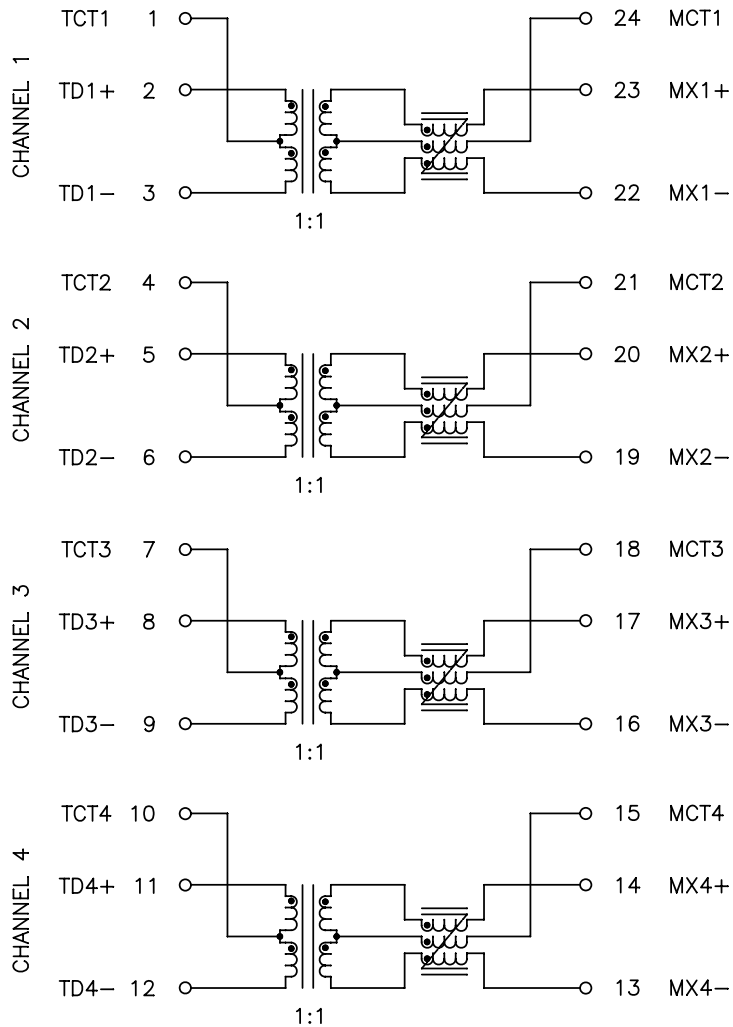 CHANNEL 1
TCT1 1 24 MCT1
TD1+ 2 23 MX1+
TD1− 3 22 MX1−
1:1
CHANNEL 2
TCT2 4 21 MCT2
TD2+ 5 20 MX2+
TD2− 6 19 MX2−
1:1
CHANNEL 3
TCT3 7 18 MCT3
TD3+ 8 17 MX3+
TD3− 9 16 MX3−
1:1
CHANNEL 4
TCT4 10 15 MCT4
TD4+ 11 14 MX4+
TD4− 12 13 MX4−
1:1